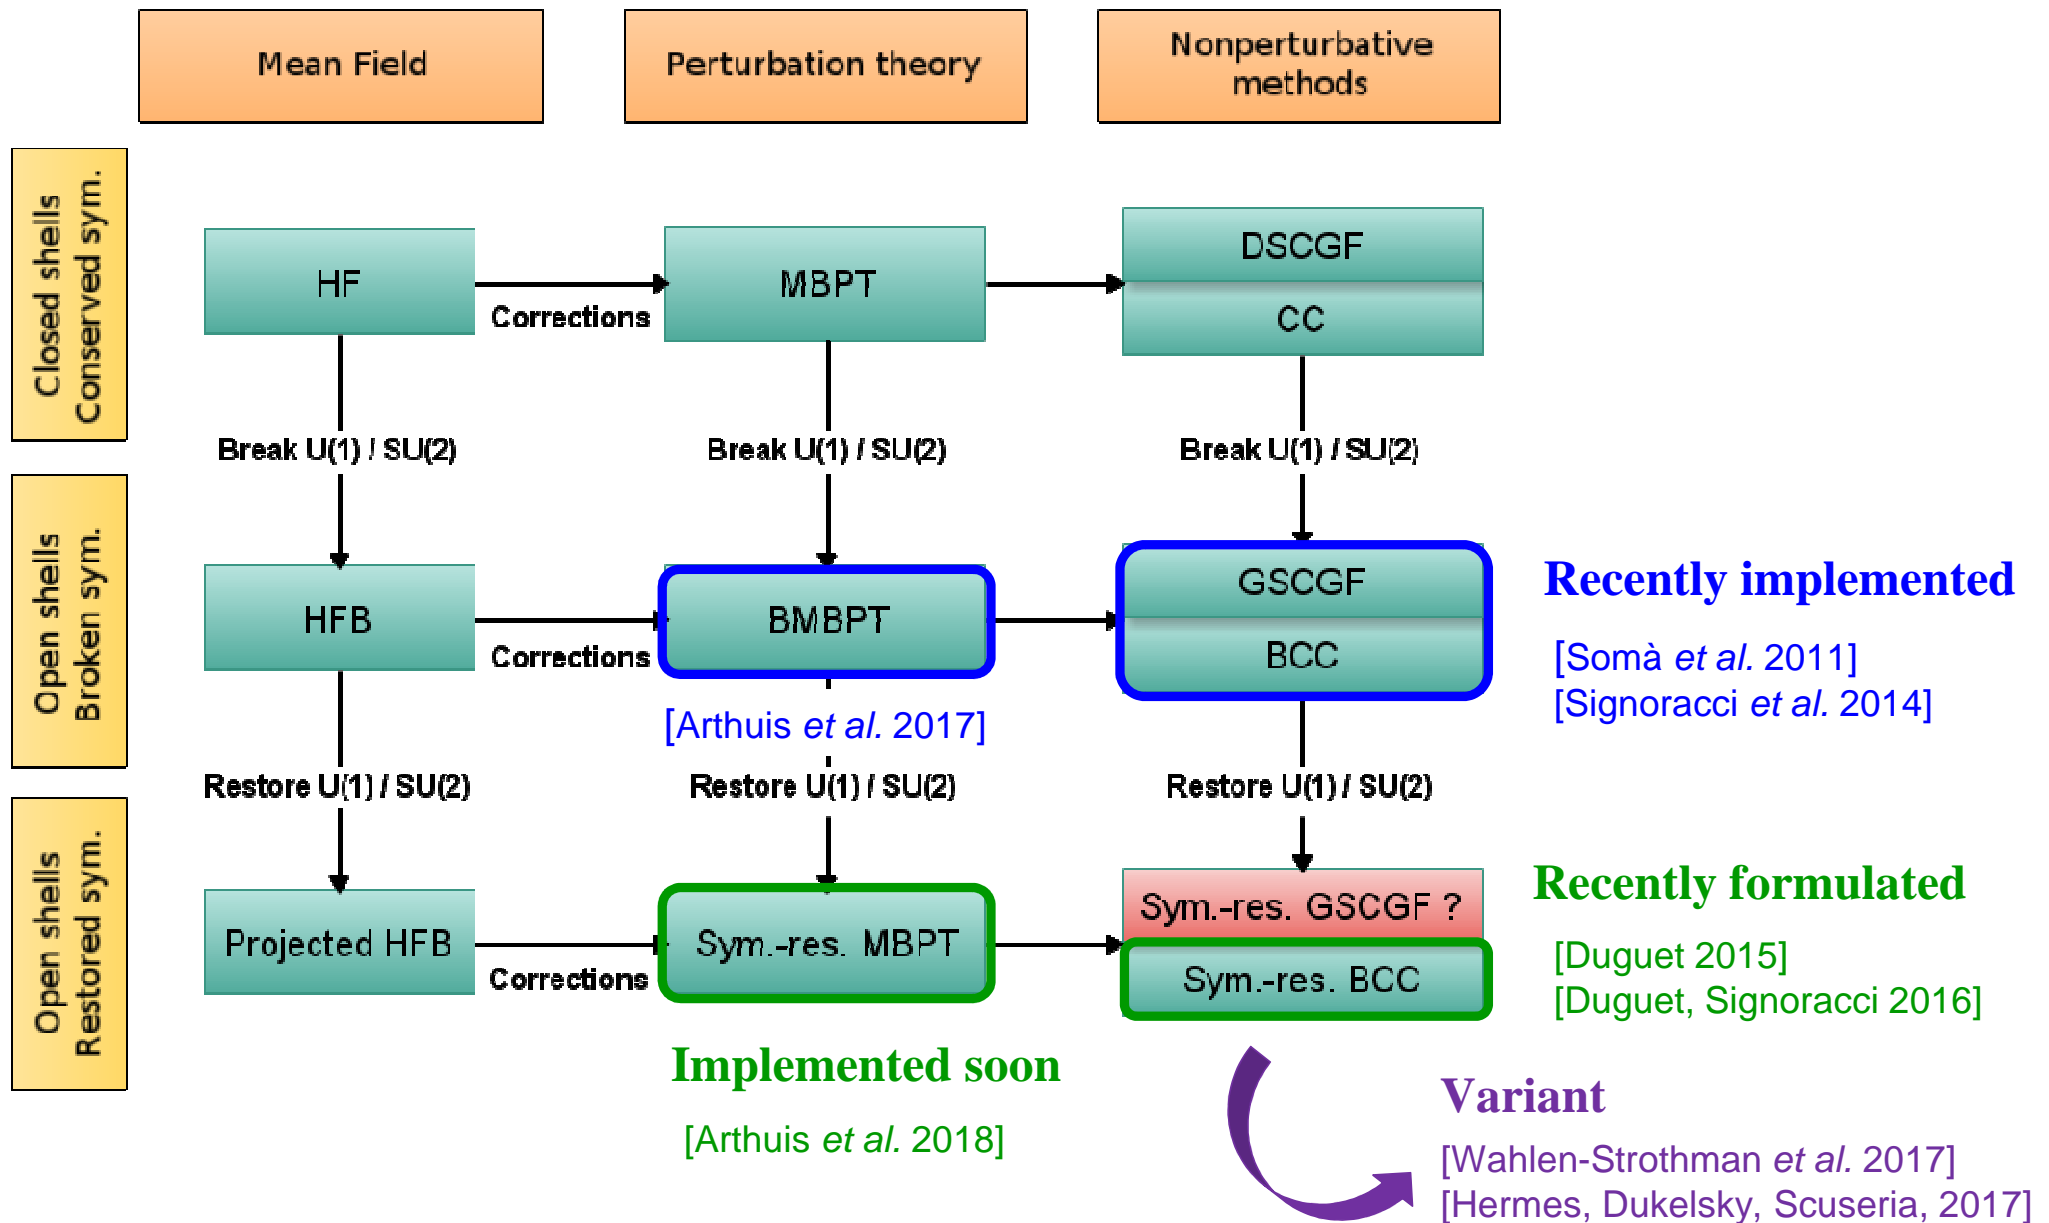 Mean Field
Perturbation theory
Nonperturbative
methods
Closed shells
Conserved sym.
HF
Corrections
MBPT
DSCGF
CC
Break U(1) / SU(2)
Break U(1) / SU(2)
Break U(1) / SU(2)
Open shells
Broken sym.
HFB
Corrections
BMBPT
GSCGF
BCC
Recently implemented
[Somà et al. 2011]
[Signoracci et al. 2014]
[Arthuis et al. 2017]
Restore U(1) / SU(2)
Restore U(1) / SU(2)
Restore U(1) / SU(2)
Open shells
Restored sym.
Projected HFB
Corrections
Sym.-res. MBPT
Sym.-res. GSCGF ?
Sym.-res. BCC
Recently formulated
[Duguet 2015]
[Duguet, Signoracci 2016]
Implemented soon
[Arthuis et al. 2018]
Variant
[Wahlen-Strothman et al. 2017]
[Hermes, Dukelsky, Scuseria, 2017]